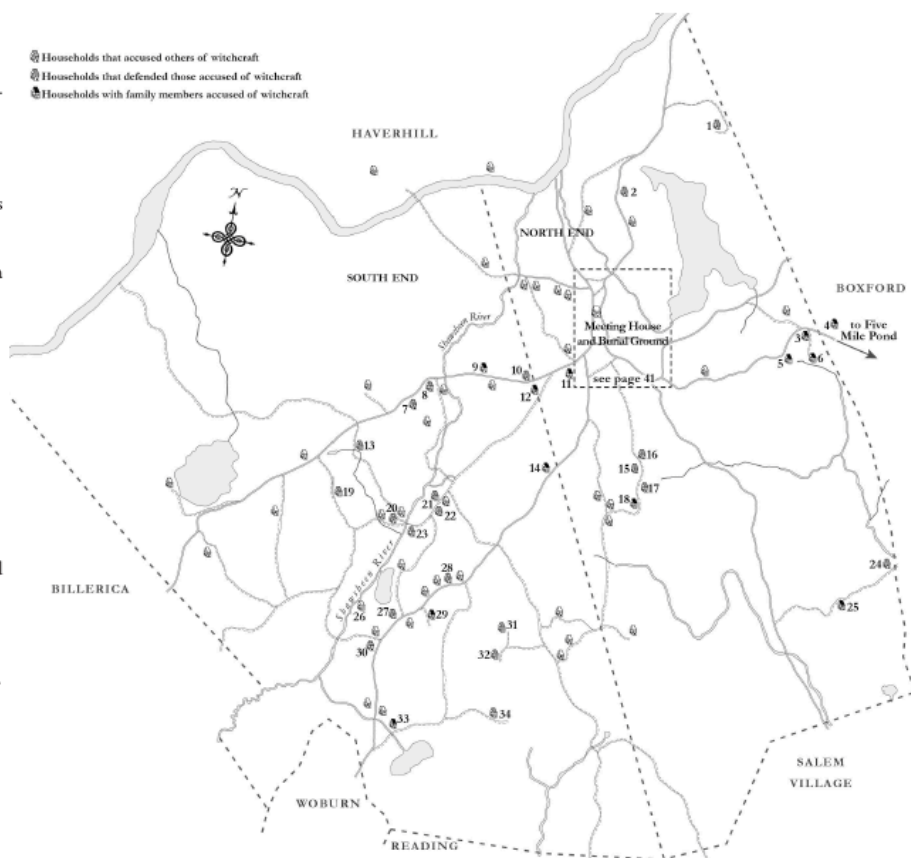 Households that accused others of witchcraft
Households that defended those accused of witchcraft
Households with family members accused of witchcraft
HAVERHILL
1
N
2
NORTH END
SOUTH END
BOXFORD
Shawsheen River
Meeting House
and Burial Ground
4
to Five
Mile Pond
3
see page 41
5
6
9
10
11
8
12
7
13
16
14
15
19
17
18
21
20
22
23
Shawsheen River
24
28
BILLERICA
25
26
27
29
31
30
32
34
33
SALEM
VILLAGE
WOBURN
READING